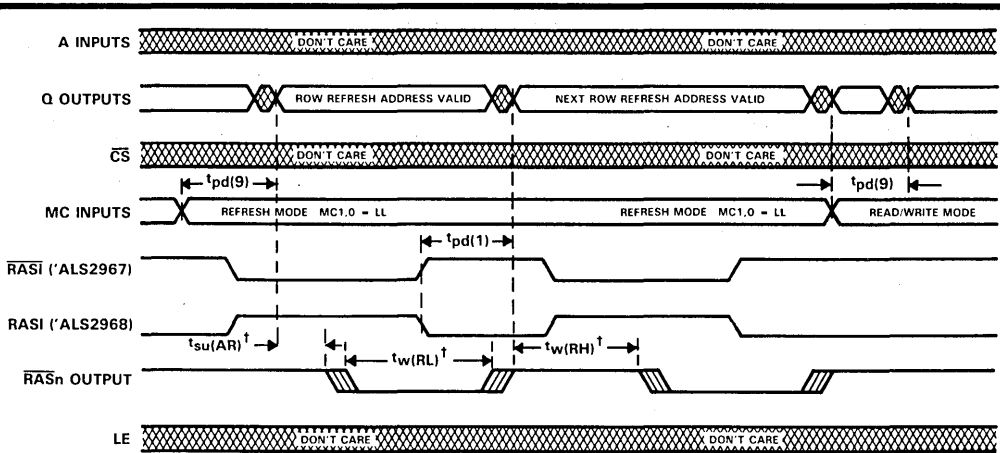 A INPUTS DON'T CARE DON'T CARE
Q OUTPUTS ROW REFRESH ADDRESS VALID NEXT ROW REFRESH ADDRESS VALID
CS DON'T CARE DON'T CARE
tpd(9) tpd(9)
MC INPUTS REFRESH MODE MC1,0 = LL REFRESH MODE MC1,0 = LL READ/WRITE MODE
tpd(1)
RASI ('ALS2967)
RASI ('ALS2968)
tsu(AR)† tw(RL)† tw(RH)†
RASn OUTPUT
LE DON'T CARE DON'T CARE